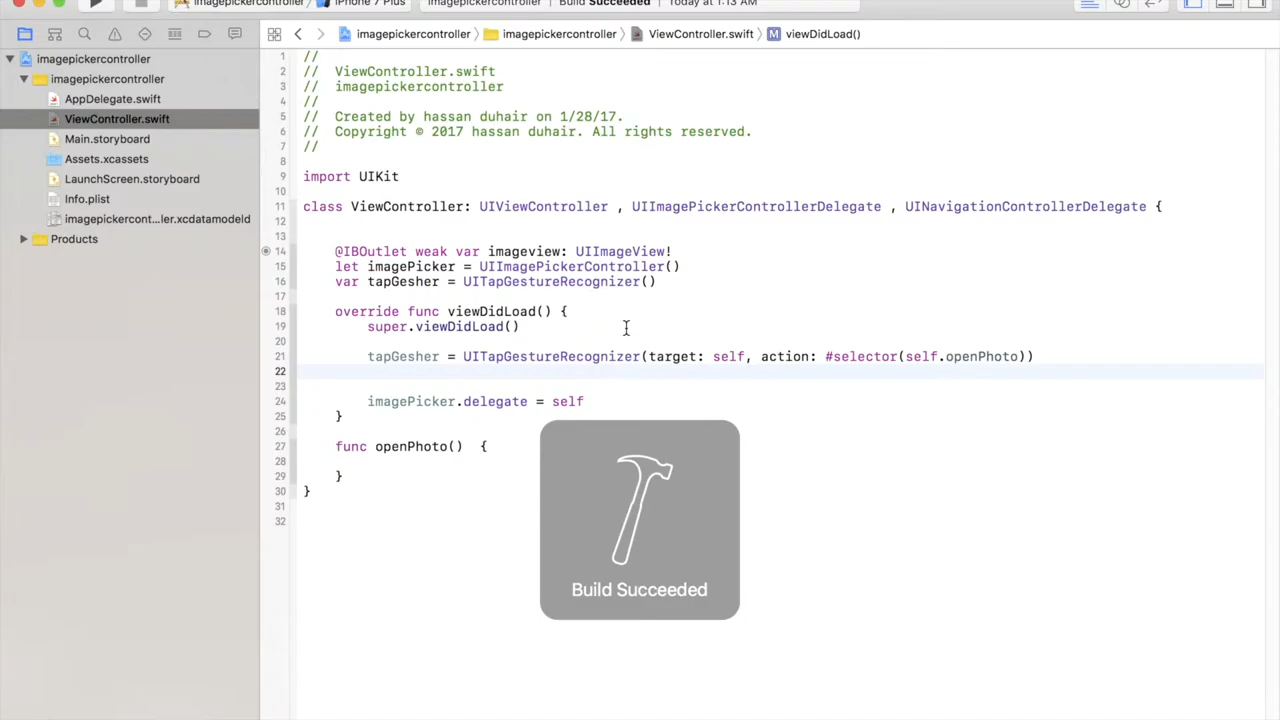 imagepickercontroller
iPhone 7 Plus
imagepickercontroller
Build Succeeded
Today at 1:13 AM
imagepickercontroller
imagepickercontroller
ViewController.swift
M
viewDidLoad()
imagepickercontroller
imagepickercontroller
AppDelegate.swift
ViewController.swift
Main.storyboard
Assets.xcassets
LaunchScreen.storyboard
Info.plist
imagepickercont...ler.xcdatamodeld
Products
1 //
2 // ViewController.swift
3 // imagepickercontroller
4 //
5 // Created by hassan duhair on 1/28/17.
6 // Copyright © 2017 hassan duhair. All rights reserved.
7 //
8
9 import UIKit
10
11 class ViewController: UIViewController , UIImagePickerControllerDelegate , UINavigationControllerDelegate {
12
13
14 @IBOutlet weak var imageview: UIImageView!
15 let imagePicker = UIImagePickerController()
16 var tapGesher = UITapGestureRecognizer()
17
18 override func viewDidLoad() {
19 super.viewDidLoad()
20
21 tapGesher = UITapGestureRecognizer(target: self, action: #selector(self.openPhoto))
22
23
24 imagePicker.delegate = self
25 }
26
27 func openPhoto() {
28
29 }
30 }
31
32
Build Succeeded